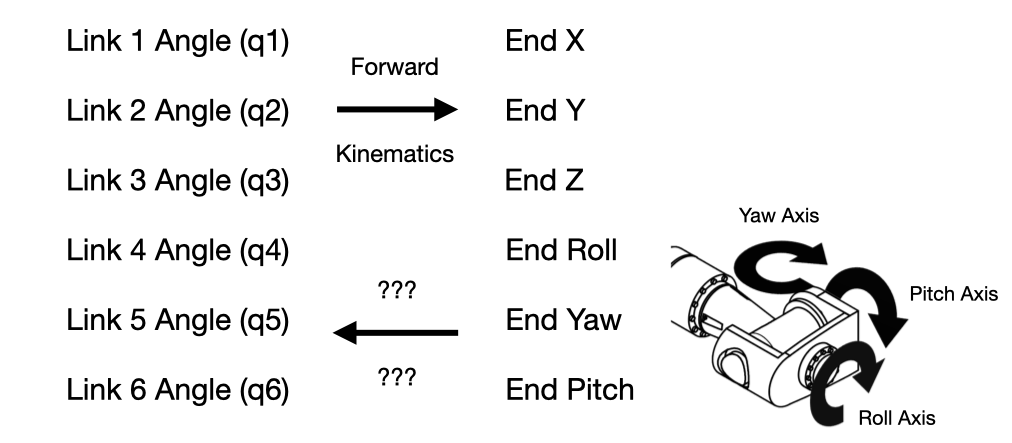 Link 1 Angle (q1)
End X
Forward
Link 2 Angle (q2)
End Y
Kinematics
Link 3 Angle (q3)
End Z
Yaw Axis
Link 4 Angle (q4)
End Roll
???
Pitch Axis
Link 5 Angle (q5)
End Yaw
???
Link 6 Angle (q6)
End Pitch
Roll Axis